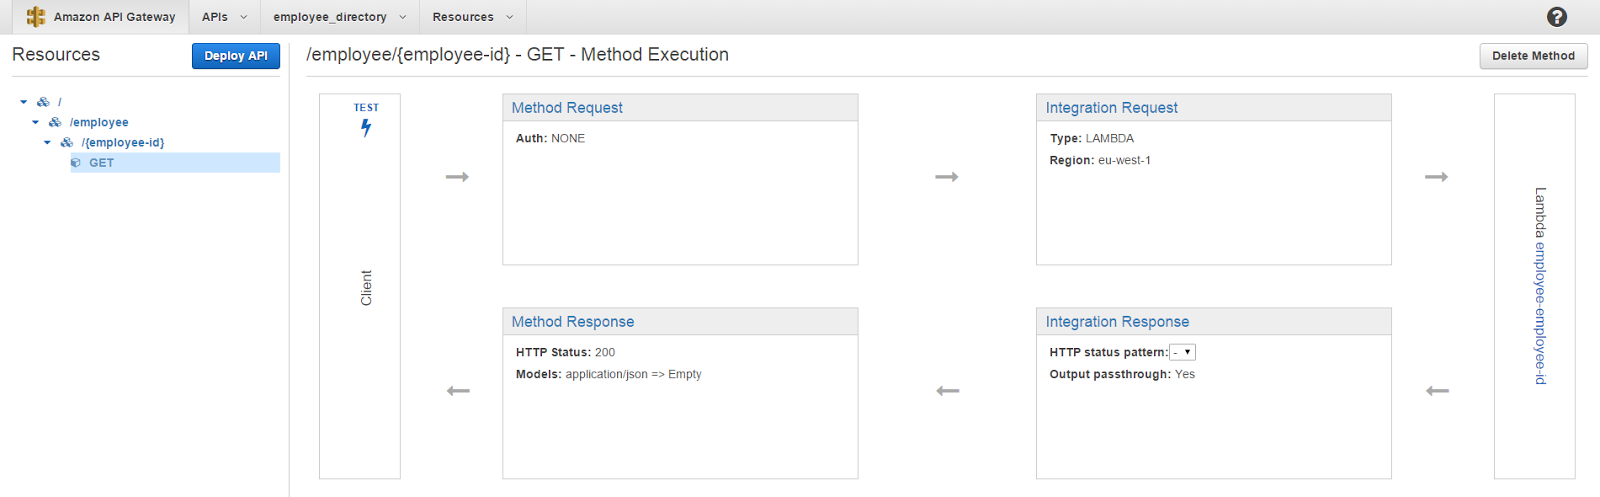 Amazon API Gateway APIs employee_directory Resources
Resources Deploy API
/employee/{employee-id} - GET - Method Execution Delete Method
/
/employee
/{employee-id}
GET
TEST
Client
Method Request
Auth: NONE
Integration Request
Type: LAMBDA
Region: eu-west-1
Lambda employee-employee-id
Method Response
HTTP Status: 200
Models: application/json => Empty
Integration Response
HTTP status pattern: -
Output passthrough: Yes